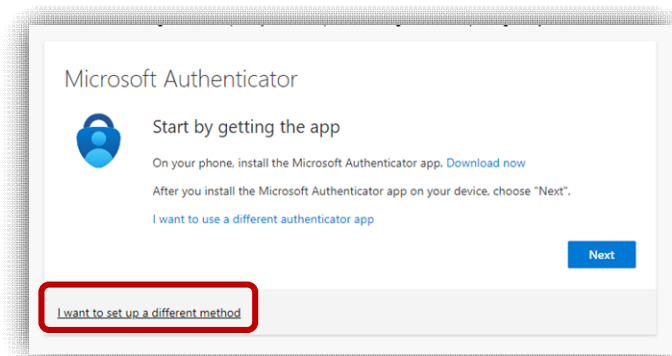 Microsoft Authenticator
Start by getting the app
On your phone, install the Microsoft Authenticator app. Download now
After you install the Microsoft Authenticator app on your device, choose "Next".
I want to use a different authenticator app
Next
I want to set up a different method